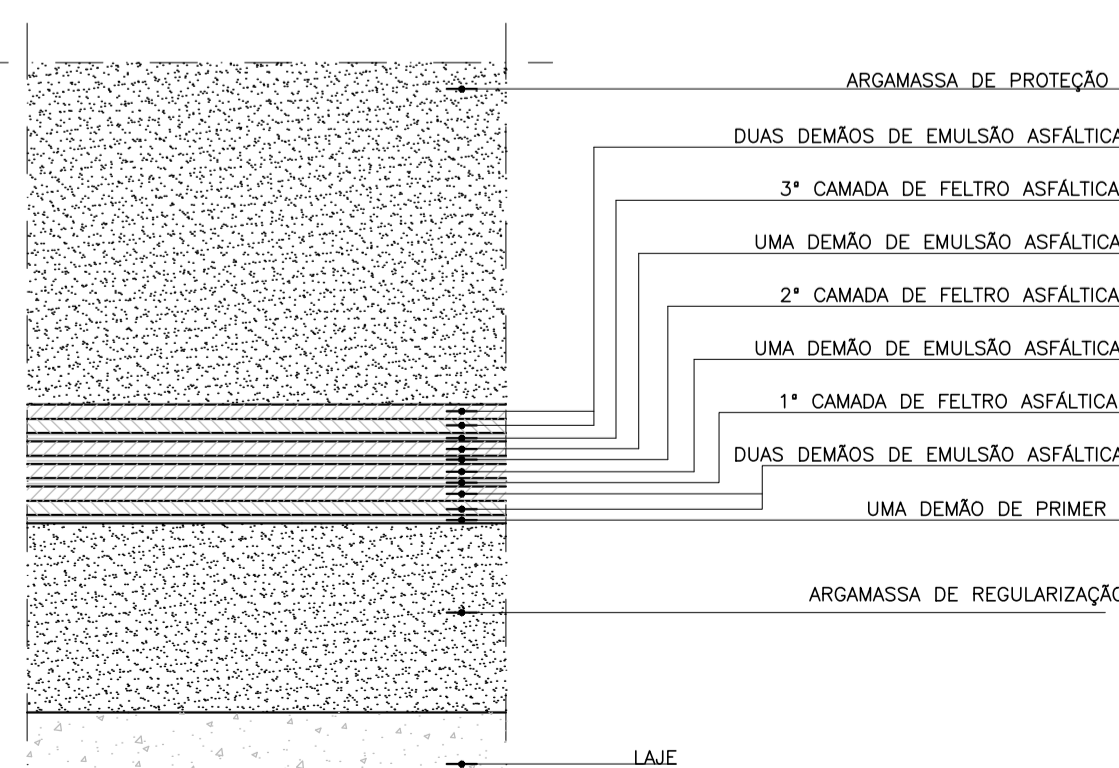 ARGAMASSA DE PROTEÇÃO
DUAS DEMÃOS DE EMULSÃO ASFÁLTICA
3ª CAMADA DE FELTRO ASFÁLTICA
UMA DEMÃO DE EMULSÃO ASFÁLTICA
2ª CAMADA DE FELTRO ASFÁLTICA
UMA DEMÃO DE EMULSÃO ASFÁLTICA
1ª CAMADA DE FELTRO ASFÁLTICA
DUAS DEMÃOS DE EMULSÃO ASFÁLTICA
UMA DEMÃO DE PRIMER
ARGAMASSA DE REGULARIZAÇÃO
LAJE